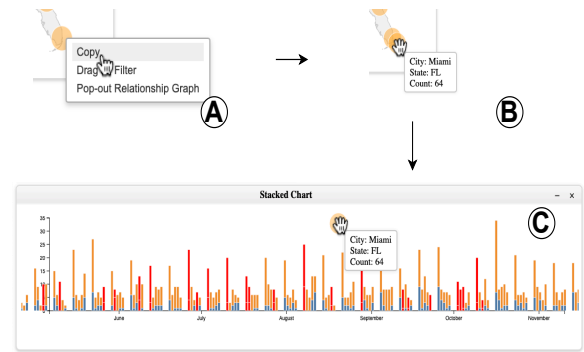 Copy
Drag Filter
Pop-out Relationship Graph
A
City: Miami
State: FL
Count: 64
B
Stacked Chart
– x
C
City: Miami
State: FL
Count: 64
35
30
25
20
15
10
5
0
June July August September October November